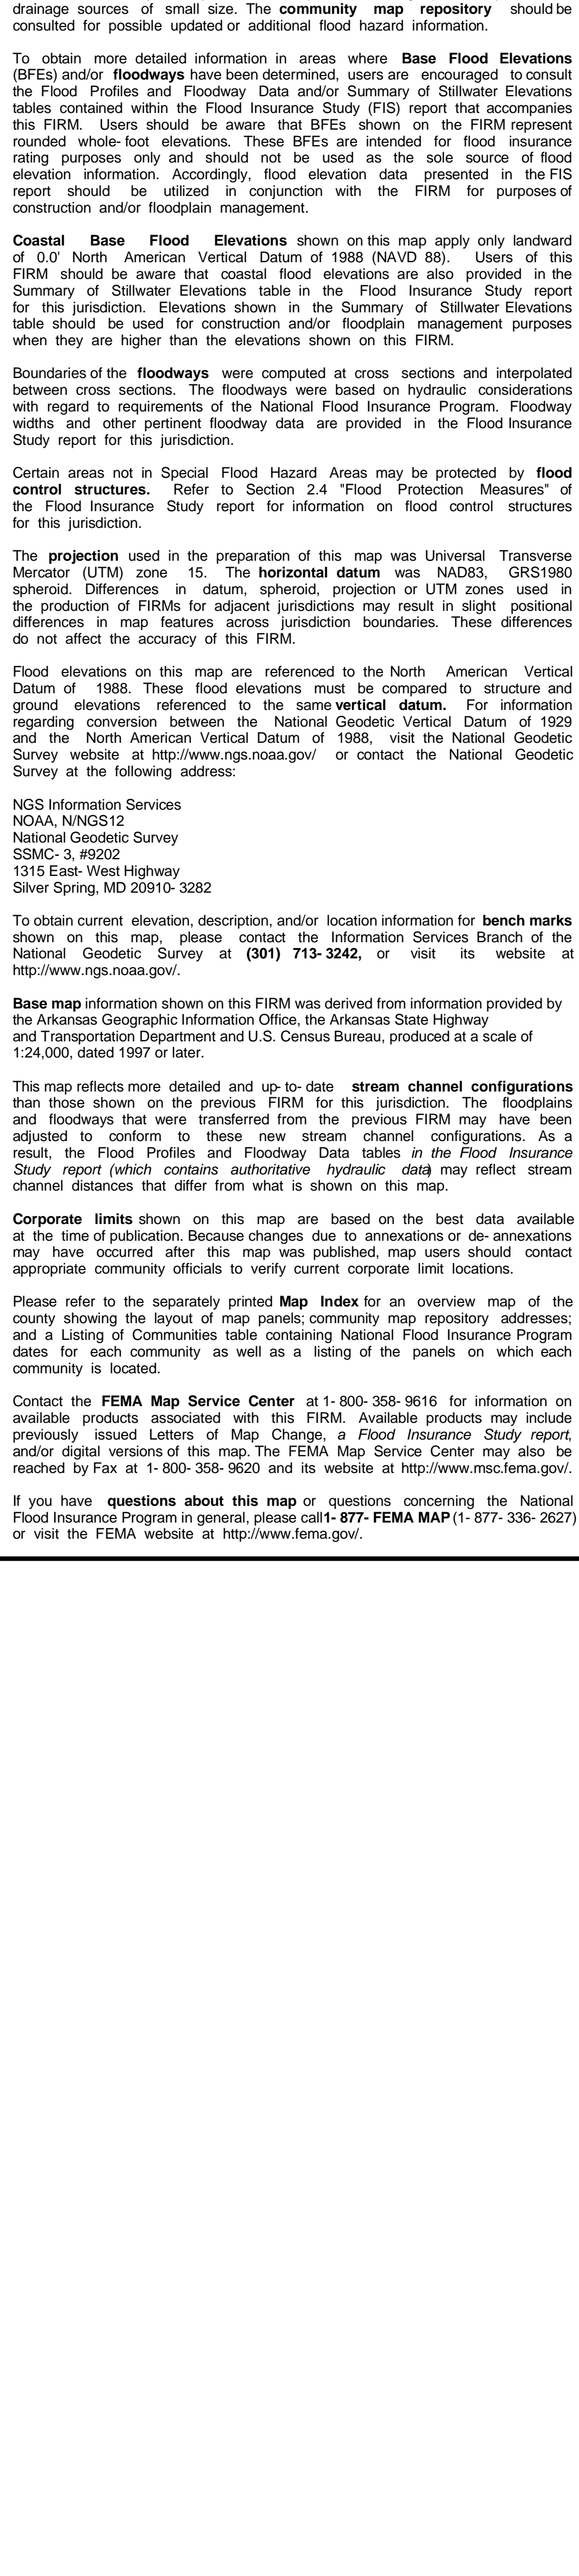 drainage sources of small size. The community map repository should be
consulted for possible updated or additional flood hazard information.
To obtain more detailed information in areas where Base Flood Elevations
(BFEs) and/or floodways have been determined, users are encouraged to consult
the Flood Profiles and Floodway Data and/or Summary of Stillwater Elevations
tables contained within the Flood Insurance Study (FIS) report that accompanies
this FIRM. Users should be aware that BFEs shown on the FIRM represent
rounded whole- foot elevations. These BFEs are intended for flood insurance
rating purposes only and should not be used as the sole source of flood
elevation information. Accordingly, flood elevation data presented in the FIS
report should be utilized in conjunction with the FIRM for purposes of
construction and/or floodplain management.
Coastal Base Flood Elevations shown on this map apply only landward
of 0.0' North American Vertical Datum of 1988 (NAVD 88). Users of this
FIRM should be aware that coastal flood elevations are also provided in the
Summary of Stillwater Elevations table in the Flood Insurance Study report
for this jurisdiction. Elevations shown in the Summary of Stillwater Elevations
table should be used for construction and/or floodplain management purposes
when they are higher than the elevations shown on this FIRM.
Boundaries of the floodways were computed at cross sections and interpolated
between cross sections. The floodways were based on hydraulic considerations
with regard to requirements of the National Flood Insurance Program. Floodway
widths and other pertinent floodway data are provided in the Flood Insurance
Study report for this jurisdiction.
Certain areas not in Special Flood Hazard Areas may be protected by flood
control structures. Refer to Section 2.4 "Flood Protection Measures" of
the Flood Insurance Study report for information on flood control structures
for this jurisdiction.
The projection used in the preparation of this map was Universal Transverse
Mercator (UTM) zone 15. The horizontal datum was NAD83, GRS1980
spheroid. Differences in datum, spheroid, projection or UTM zones used in
the production of FIRMs for adjacent jurisdictions may result in slight positional
differences in map features across jurisdiction boundaries. These differences
do not affect the accuracy of this FIRM.
Flood elevations on this map are referenced to the North American Vertical
Datum of 1988. These flood elevations must be compared to structure and
ground elevations referenced to the same vertical datum. For information
regarding conversion between the National Geodetic Vertical Datum of 1929
and the North American Vertical Datum of 1988, visit the National Geodetic
Survey website at http://www.ngs.noaa.gov/ or contact the National Geodetic
Survey at the following address:
NGS Information Services
NOAA, N/NGS12
National Geodetic Survey
SSMC- 3, #9202
1315 East- West Highway
Silver Spring, MD 20910- 3282
To obtain current elevation, description, and/or location information for bench marks
shown on this map, please contact the Information Services Branch of the
National Geodetic Survey at (301) 713- 3242, or visit its website at
http://www.ngs.noaa.gov/.
Base map information shown on this FIRM was derived from information provided by
the Arkansas Geographic Information Office, the Arkansas State Highway
and Transportation Department and U.S. Census Bureau, produced at a scale of
1:24,000, dated 1997 or later.
This map reflects more detailed and up- to- date stream channel configurations
than those shown on the previous FIRM for this jurisdiction. The floodplains
and floodways that were transferred from the previous FIRM may have been
adjusted to conform to these new stream channel configurations. As a
result, the Flood Profiles and Floodway Data tables in the Flood Insurance
Study report (which contains authoritative hydraulic data) may reflect stream
channel distances that differ from what is shown on this map.
Corporate limits shown on this map are based on the best data available
at the time of publication. Because changes due to annexations or de- annexations
may have occurred after this map was published, map users should contact
appropriate community officials to verify current corporate limit locations.
Please refer to the separately printed Map Index for an overview map of the
county showing the layout of map panels; community map repository addresses;
and a Listing of Communities table containing National Flood Insurance Program
dates for each community as well as a listing of the panels on which each
community is located.
Contact the FEMA Map Service Center at 1- 800- 358- 9616 for information on
available products associated with this FIRM. Available products may include
previously issued Letters of Map Change, a Flood Insurance Study report,
and/or digital versions of this map. The FEMA Map Service Center may also be
reached by Fax at 1- 800- 358- 9620 and its website at http://www.msc.fema.gov/.
If you have questions about this map or questions concerning the National
Flood Insurance Program in general, please call 1- 877- FEMA MAP (1- 877- 336- 2627)
or visit the FEMA website at http://www.fema.gov/.